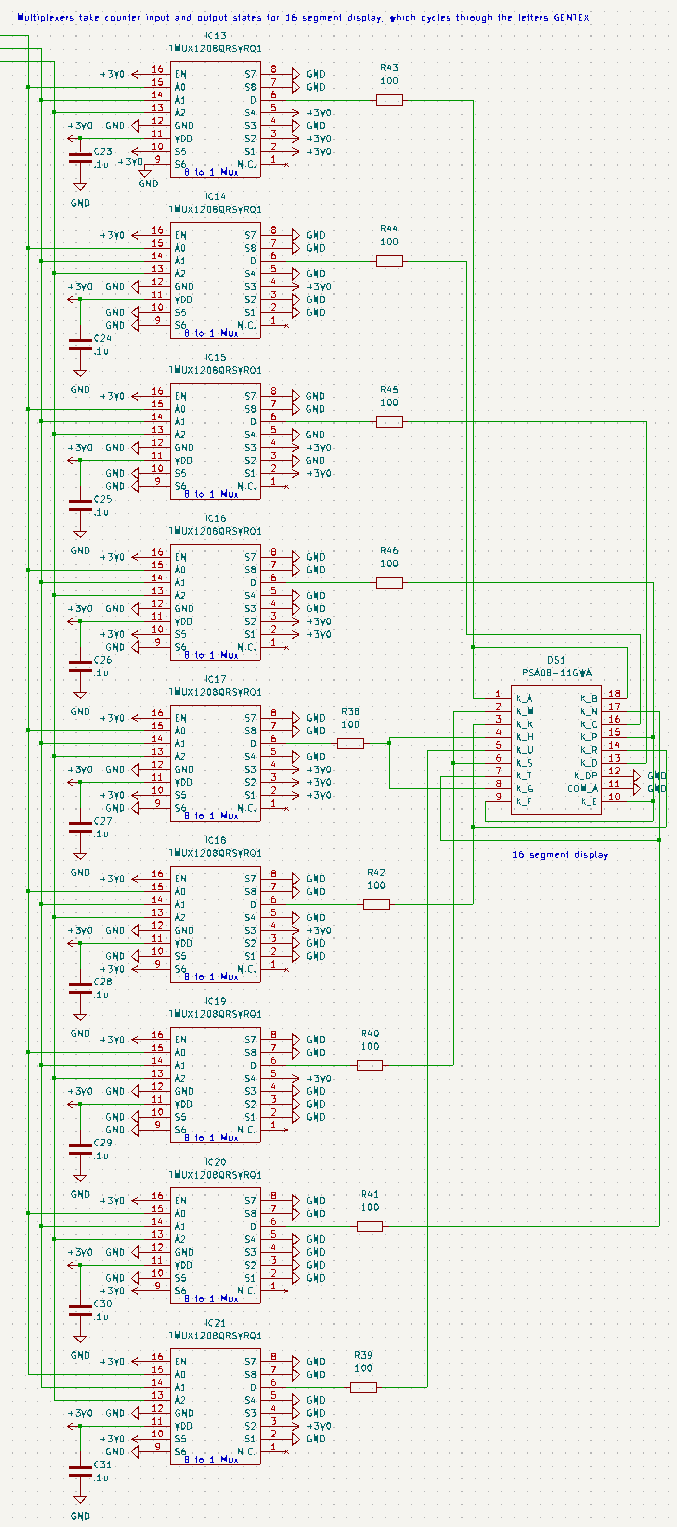 Multiplexers take counter input and output states for 16 segment display, which cycles through the letters GENTEX
IC13
TMUX1208QRSVRQ1
+3V0 16 EN S7 8 GND
15 A0 S8 7 GND
14 A1 D 6
13 A2 S4 5 +3V0
GND 12 GND S3 4 GND
+3V0 11 VDD S2 3 +3V0
10 S5 S1 2 +3V0
+3V0 9 S6 N.C. 1
8 to 1 Mux
C23
.1u
GND
GND
R43
100
IC14
TMUX1208QRSVRQ1
+3V0 16 EN S7 8 GND
15 A0 S8 7 GND
14 A1 D 6
13 A2 S4 5 GND
GND 12 GND S3 4 +3V0
+3V0 11 VDD S2 3 GND
GND 10 S5 S1 2 GND
GND 9 S6 N.C. 1
8 to 1 Mux
C24
.1u
GND
R44
100
IC15
TMUX1208QRSVRQ1
+3V0 16 EN S7 8 GND
15 A0 S8 7 GND
14 A1 D 6
13 A2 S4 5 GND
GND 12 GND S3 4 +3V0
+3V0 11 VDD S2 3 GND
GND 10 S5 S1 2 +3V0
GND 9 S6 N.C. 1
8 to 1 Mux
C25
.1u
GND
R45
100
IC16
TMUX1208QRSVRQ1
+3V0 16 EN S7 8 GND
15 A0 S8 7 GND
14 A1 D 6
13 A2 S4 5 GND
GND 12 GND S3 4 GND
+3V0 11 VDD S2 3 +3V0
+3V0 10 S5 S1 2 +3V0
GND 9 S6 N.C. 1
8 to 1 Mux
C26
.1u
GND
R46
100
DS1
PSA08-11GWA
1 K_A K_B 18
2 K_M K_N 17
3 K_K K_C 16
4 K_H K_P 15
5 K_U K_R 14
6 K_S K_D 13
7 K_T K_DP 12 GND
8 K_G COM_A 11 GND
9 K_F K_E 10
16 segment display
IC17
TMUX1208QRSVRQ1
+3V0 16 EN S7 8 GND
15 A0 S8 7 GND
14 A1 D 6
13 A2 S4 5 GND
GND 12 GND S3 4 +3V0
+3V0 11 VDD S2 3 +3V0
+3V0 10 S5 S1 2 +3V0
GND 9 S6 N.C. 1
8 to 1 Mux
C27
.1u
GND
R38
100
IC18
TMUX1208QRSVRQ1
+3V0 16 EN S7 8 GND
15 A0 S8 7 GND
14 A1 D 6
13 A2 S4 5 GND
GND 12 GND S3 4 +3V0
+3V0 11 VDD S2 3 GND
GND 10 S5 S1 2 GND
+3V0 9 S6 N.C. 1
8 to 1 Mux
C28
.1u
GND
R42
100
IC19
TMUX1208QRSVRQ1
+3V0 16 EN S7 8 GND
15 A0 S8 7 GND
14 A1 D 6
13 A2 S4 5 +3V0
GND 12 GND S3 4 GND
+3V0 11 VDD S2 3 GND
GND 10 S5 S1 2 GND
GND 9 S6 N.C. 1
8 to 1 Mux
C29
.1u
GND
R40
100
IC20
TMUX1208QRSVRQ1
+3V0 16 EN S7 8 GND
15 A0 S8 7 GND
14 A1 D 6
13 A2 S4 5 GND
GND 12 GND S3 4 GND
+3V0 11 VDD S2 3 GND
GND 10 S5 S1 2 GND
+3V0 9 S6 N.C. 1
8 to 1 Mux
C30
.1u
GND
R41
100
IC21
TMUX1208QRSVRQ1
+3V0 16 EN S7 8 GND
15 A0 S8 7 GND
14 A1 D 6
13 A2 S4 5 GND
GND 12 GND S3 4 GND
+3V0 11 VDD S2 3 +3V0
+3V0 10 S5 S1 2 GND
GND 9 S6 N.C. 1
8 to 1 Mux
C31
.1u
GND
R39
100